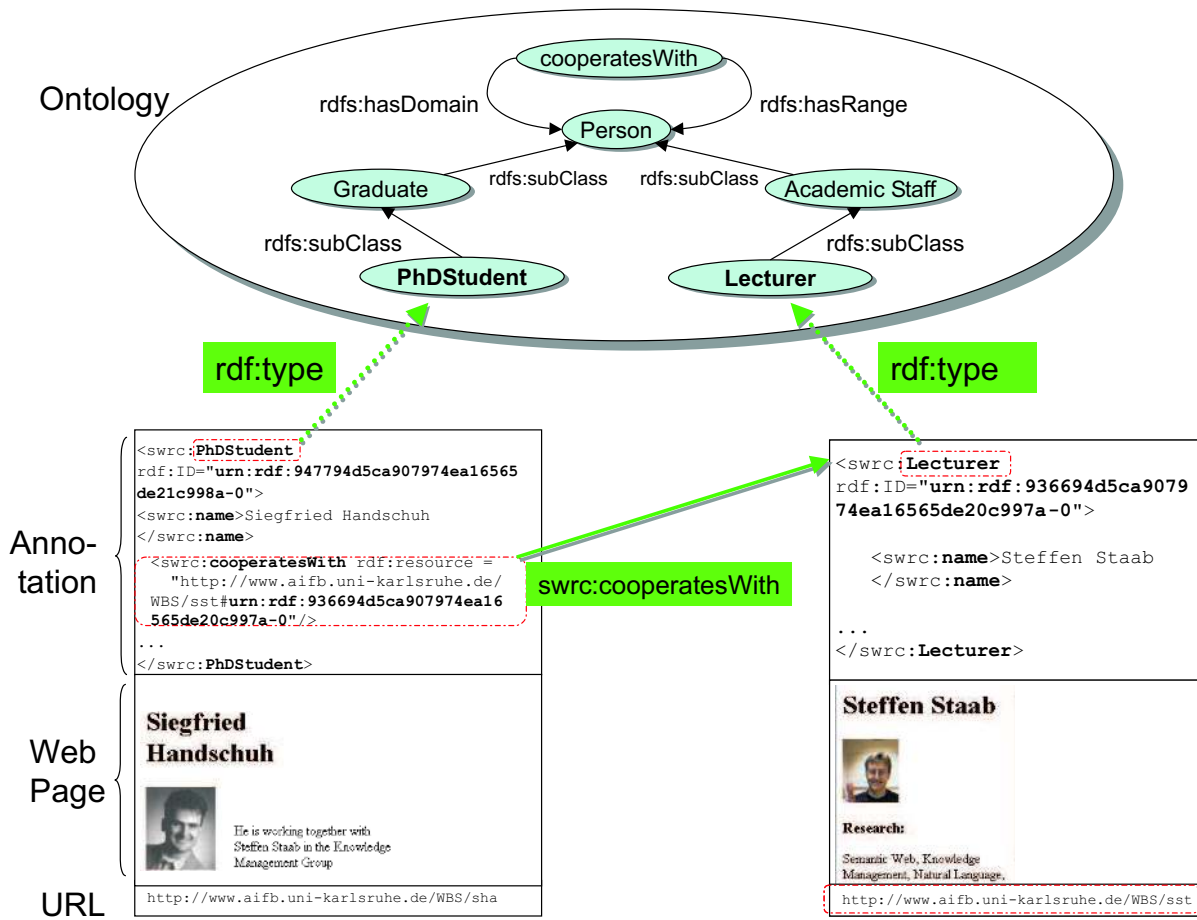 cooperatesWith
Ontology
rdfs:hasDomain
rdfs:hasRange
Person
rdfs:subClass
rdfs:subClass
Graduate
Academic Staff
rdfs:subClass
rdfs:subClass
PhDStudent
Lecturer
rdf:type
rdf:type
Anno-
tation
<swrc:PhDStudent
rdf:ID="urn:rdf:947794d5ca907974ea16565
de21c998a-0">
<swrc:name>Siegfried Handschuh
</swrc:name>
<swrc:cooperatesWith rdf:resource =
"http://www.aifb.uni-karlsruhe.de/
WBS/sst#urn:rdf:936694d5ca907974ea16
565de20c997a-0"/>
...
</swrc:PhDStudent>
swrc:cooperatesWith
<swrc:Lecturer
rdf:ID="urn:rdf:936694d5ca9079
74ea16565de20c997a-0">
<swrc:name>Steffen Staab
</swrc:name>
...
</swrc:Lecturer>
Web
Page
Siegfried
Handschuh
He is working together with
Steffen Staab in the Knowledge
Management Group
Steffen Staab
Research:
Semantic Web, Knowledge
Management, Natural Language,
URL
http://www.aifb.uni-karlsruhe.de/WBS/sha
http://www.aifb.uni-karlsruhe.de/WBS/sst